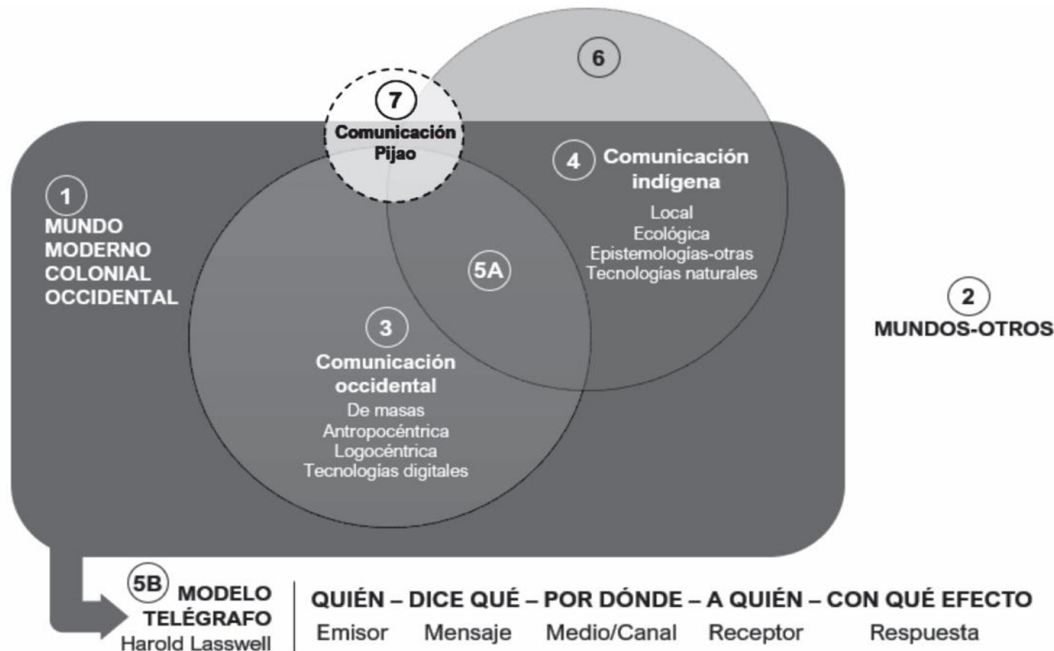 6
7
Comunicación
Pijao
4
Comunicación
indígena
Local
Ecológica
Epistemologías-otras
Tecnologías naturales
1
MUNDO
MODERNO
COLONIAL
OCCIDENTAL
5A
2
MUNDOS-OTROS
3
Comunicación
occidental
De masas
Antropocéntrica
Logocéntrica
Tecnologías digitales
5B
MODELO
TELÉGRAFO
Harold Lasswell
QUIÉN – DICE QUÉ – POR DÓNDE – A QUIÉN – CON QUÉ EFECTO
Emisor Mensaje Medio/Canal Receptor Respuesta